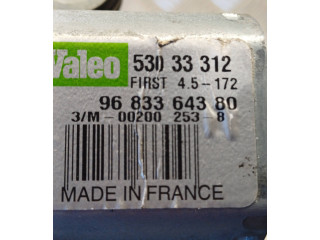 Valeo 530 33 312
FIRST 4.5-172
96 833 643 80
3/M-00200 253-8
MADE IN FRANCE